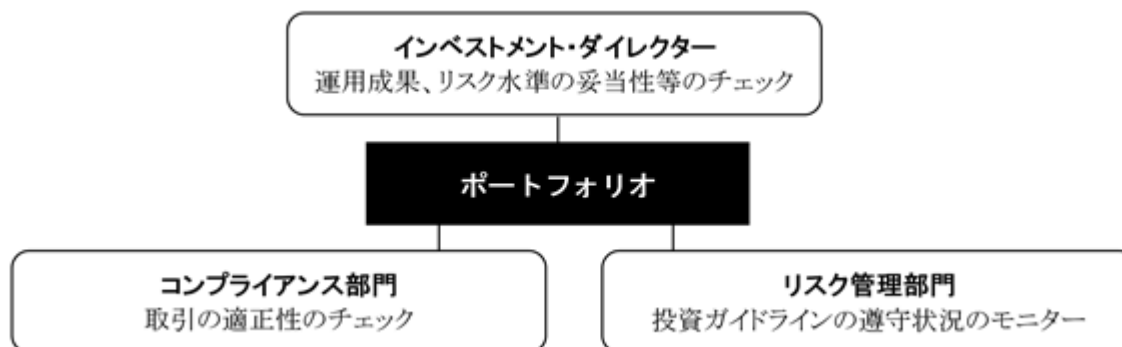 インベストメント・ダイレクター
運用成果、リスク水準の妥当性等のチェック
ポートフォリオ
コンプライアンス部門
取引の適正性のチェック
リスク管理部門
投資ガイドラインの遵守状況のモニター